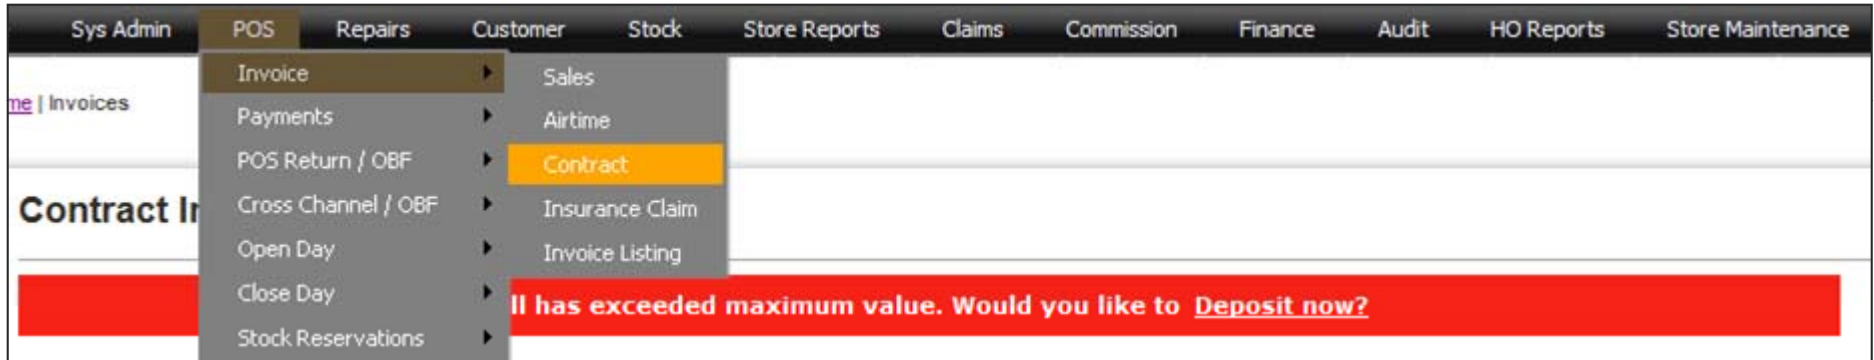 Sys Admin POS Repairs Customer Stock Store Reports Claims Commission Finance Audit HO Reports Store Maintenance
Invoice
Sales
me | Invoices
Payments
Airtime
POS Return / OBF
Contract
Contract
Cross Channel / OBF
Insurance Claim
Open Day
Invoice Listing
Close Day
has exceeded maximum value. Would you like to Deposit now?
Stock Reservations